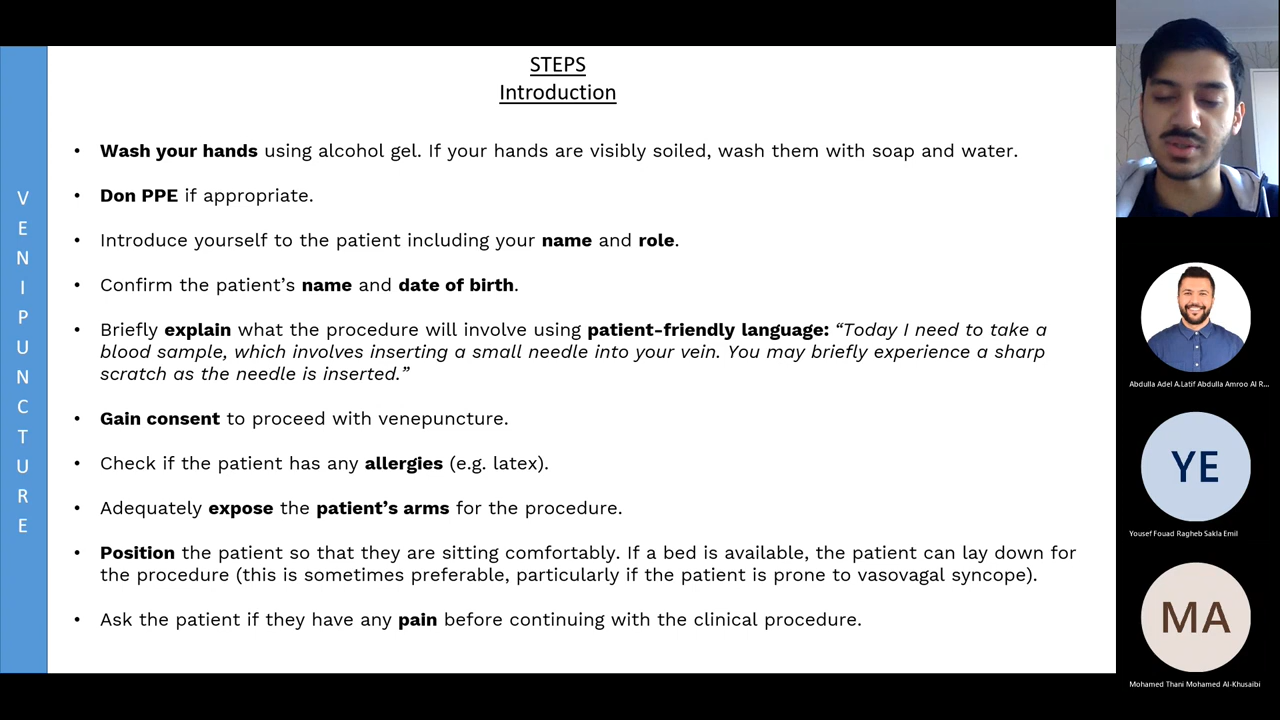 VENIPUNCTURE
STEPS
Introduction
• Wash your hands using alcohol gel. If your hands are visibly soiled, wash them with soap and water.
• Don PPE if appropriate.
• Introduce yourself to the patient including your name and role.
• Confirm the patient’s name and date of birth.
• Briefly explain what the procedure will involve using patient-friendly language: “Today I need to take a
blood sample, which involves inserting a small needle into your vein. You may briefly experience a sharp
scratch as the needle is inserted.”
• Gain consent to proceed with venepuncture.
• Check if the patient has any allergies (e.g. latex).
• Adequately expose the patient’s arms for the procedure.
• Position the patient so that they are sitting comfortably. If a bed is available, the patient can lay down for
the procedure (this is sometimes preferable, particularly if the patient is prone to vasovagal syncope).
• Ask the patient if they have any pain before continuing with the clinical procedure.
Abdulla Adel A.Latif Abdulla Amroo Al R...
YE
Yousef Fouad Ragheb Sakla Emil
MA
Mohamed Thani Mohamed Al-Khusaibi